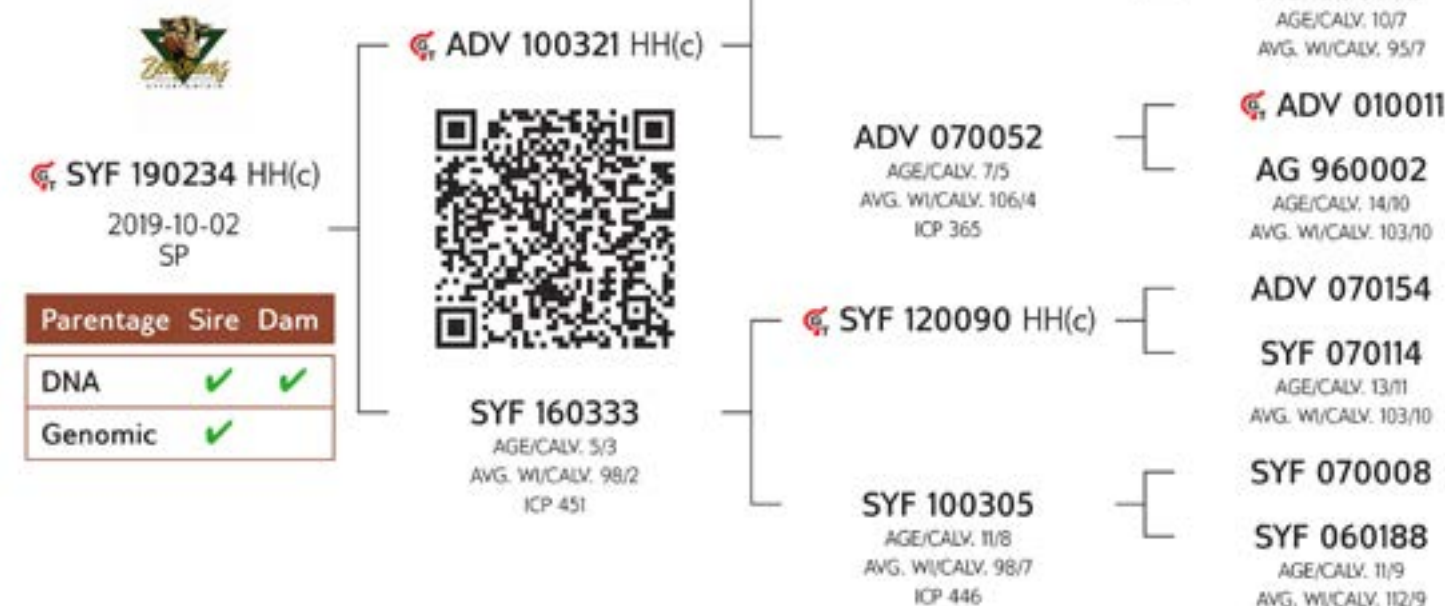 SYF 190234 HH(c)
2019-10-02
SP
Parentage Sire Dam
DNA ✔ ✔
Genomic ✔
ADV 100321 HH(c)
SYF 160333
AGE/CALV. 5/3
AVG. WI/CALV. 98/2
ICP 451
ADV 070052
AGE/CALV. 7/5
AVG. WI/CALV. 106/4
ICP 365
SYF 120090 HH(c)
SYF 100305
AGE/CALV. 11/8
AVG. WI/CALV. 98/7
ICP 446
AGE/CALV. 10/7
AVG. WI/CALV. 95/7
ADV 010011
AG 960002
AGE/CALV. 14/10
AVG. WI/CALV. 103/10
ADV 070154
SYF 070114
AGE/CALV. 13/11
AVG. WI/CALV. 103/10
SYF 070008
SYF 060188
AGE/CALV. 11/9
AVG. WI/CALV. 112/9